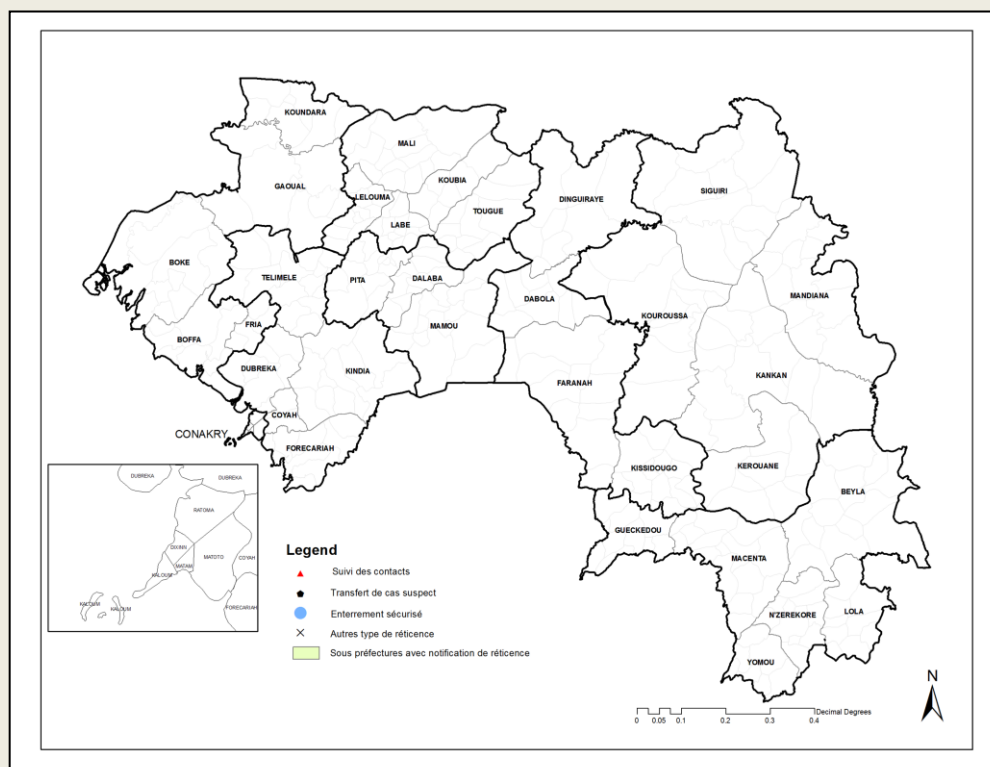 KOUNDARA
MALI
GAOUAL
KOUBIA
LELOUMA
TOUGUE
LABE
DINGUIRAYE
SIGUIRI
BOKE
TELIMELE
PITA
DALABA
DABOLA
MANDIANA
KOUROUSSA
FRIA
MAMOU
BOFFA
DUBREKA
KINDIA
KANKAN
FARANAH
COYAH
CONAKRY
FORECARIAH
KISSIDOUGO
KEROUANE
BEYLA
GUECKEDOU
MACENTA
N'ZEREKORE
LOLA
YOMOU
DUBREKA
DUBREKA
RATOMA
DIXINN
MATOTO
COYAH
MATAM
KALOUM
KALOUM
KALOUM
FORECARIAH
Legend
Suivi des contacts
Transfert de cas suspect
Enterrement sécurisé
Autres type de réticence
Sous préfectures avec notification de réticence
N
Decimal Degrees
0 0.05 0.1 0.2 0.3 0.4